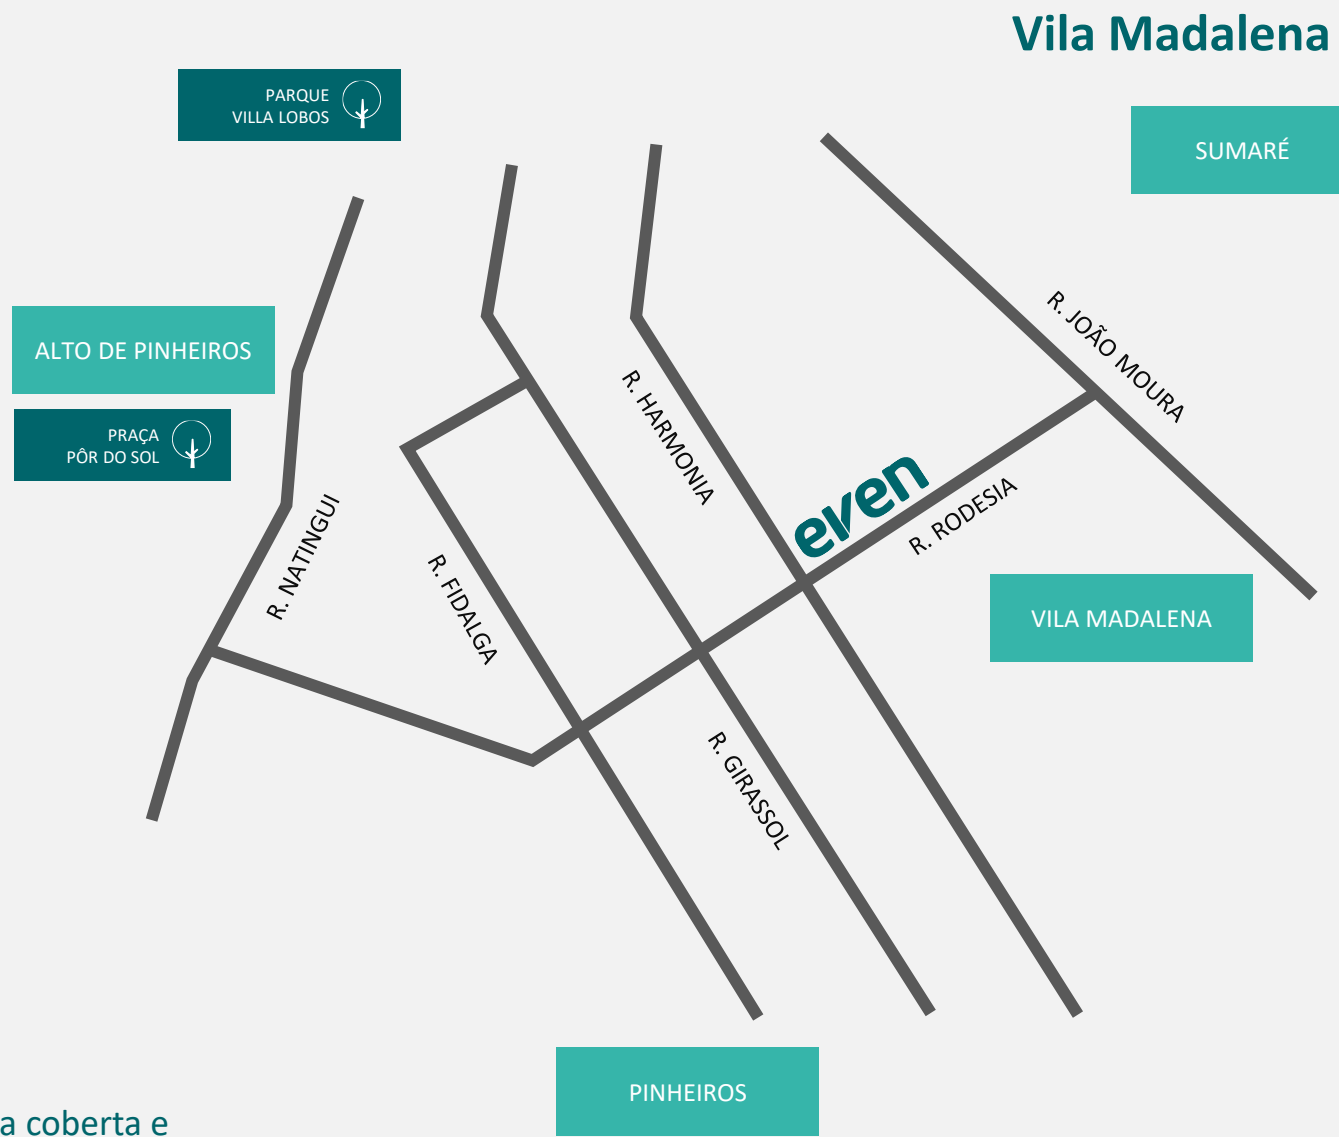 Vila Madalena
PARQUE
VILLA LOBOS
SUMARÉ
ALTO DE PINHEIROS
R. JOÃO MOURA
R. HARMONIA
PRAÇA
PÔR DO SOL
even
R. RODESIA
R. NATINGUI
R. FIDALGA
VILA MADALENA
R. GIRASSOL
PINHEIROS
a coberta e